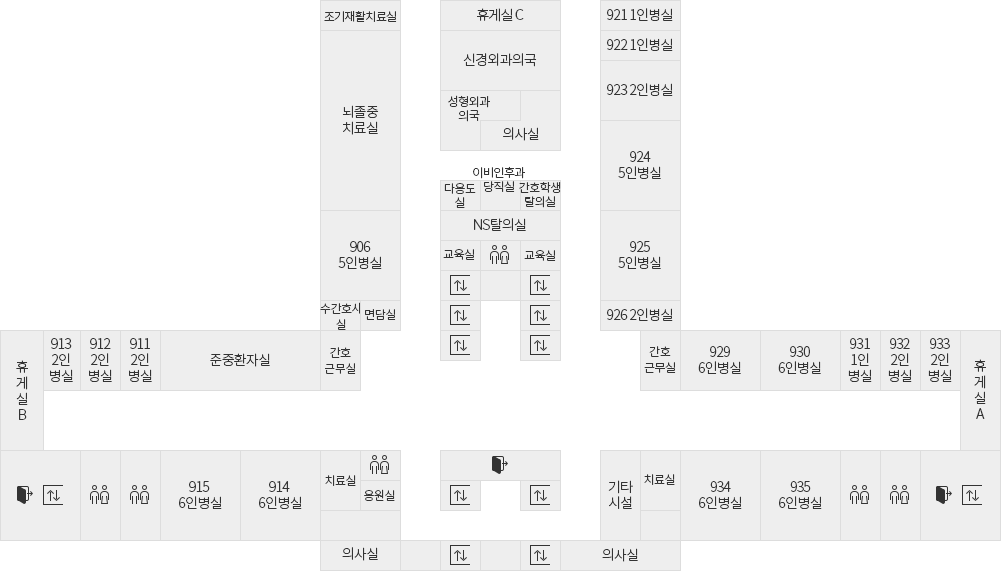 조기재활치료실
휴게실 C
921 1인병실
922 1인병실
신경외과의국
923 2인병실
뇌졸중
치료실
성형외과
의국
의사실
924
5인병실
이비인후과
당직실
다용도
실
간호학생
탈의실
NS탈의실
906
5인병실
교육실
교육실
925
5인병실
수간호사
실
면담실
926 2인병실
휴
게
실
B
913
2인
병실
912
2인
병실
911
2인
병실
준중환자실
간호
근무실
간호
근무실
929
6인병실
930
6인병실
931
1인
병실
932
2인
병실
933
2인
병실
휴
게
실
A
915
6인병실
914
6인병실
치료실
응원실
기타
시설
치료실
934
6인병실
935
6인병실
의사실
의사실